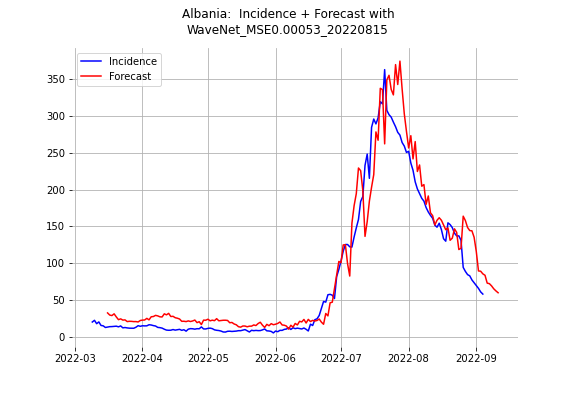 Albania:  Incidence + Forecast with
WaveNet_MSE0.00053_20220815
Incidence
Forecast
350
300
250
200
150
100
50
0
2022-03 2022-04 2022-05 2022-06 2022-07 2022-08 2022-09